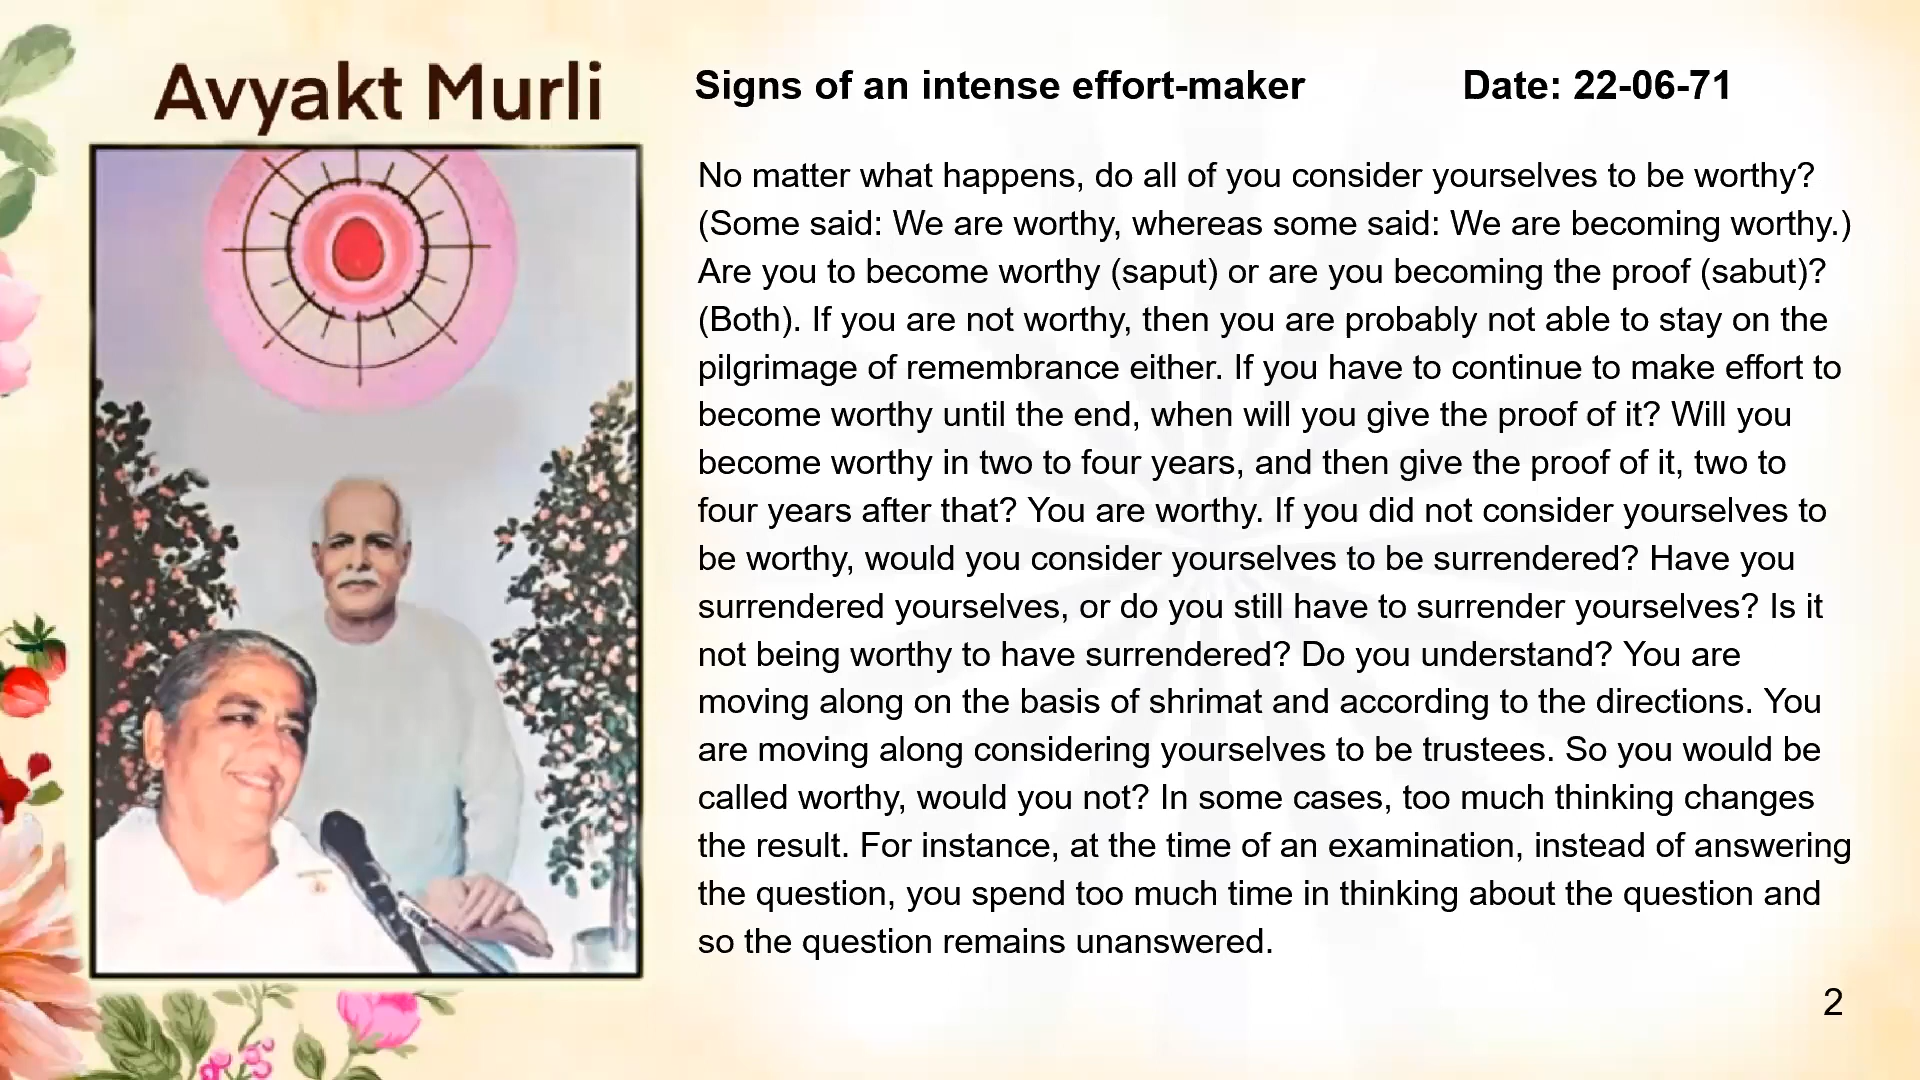 Avyakt Murli
Signs of an intense effort-maker Date: 22-06-71
No matter what happens, do all of you consider yourselves to be worthy?
(Some said: We are worthy, whereas some said: We are becoming worthy.)
Are you to become worthy (saput) or are you becoming the proof (sabut)?
(Both). If you are not worthy, then you are probably not able to stay on the
pilgrimage of remembrance either. If you have to continue to make effort to
become worthy until the end, when will you give the proof of it? Will you
become worthy in two to four years, and then give the proof of it, two to
four years after that? You are worthy. If you did not consider yourselves to
be worthy, would you consider yourselves to be surrendered? Have you
surrendered yourselves, or do you still have to surrender yourselves? Is it
not being worthy to have surrendered? Do you understand? You are
moving along on the basis of shrimat and according to the directions. You
are moving along considering yourselves to be trustees. So you would be
called worthy, would you not? In some cases, too much thinking changes
the result. For instance, at the time of an examination, instead of answering
the question, you spend too much time in thinking about the question and
so the question remains unanswered.
2